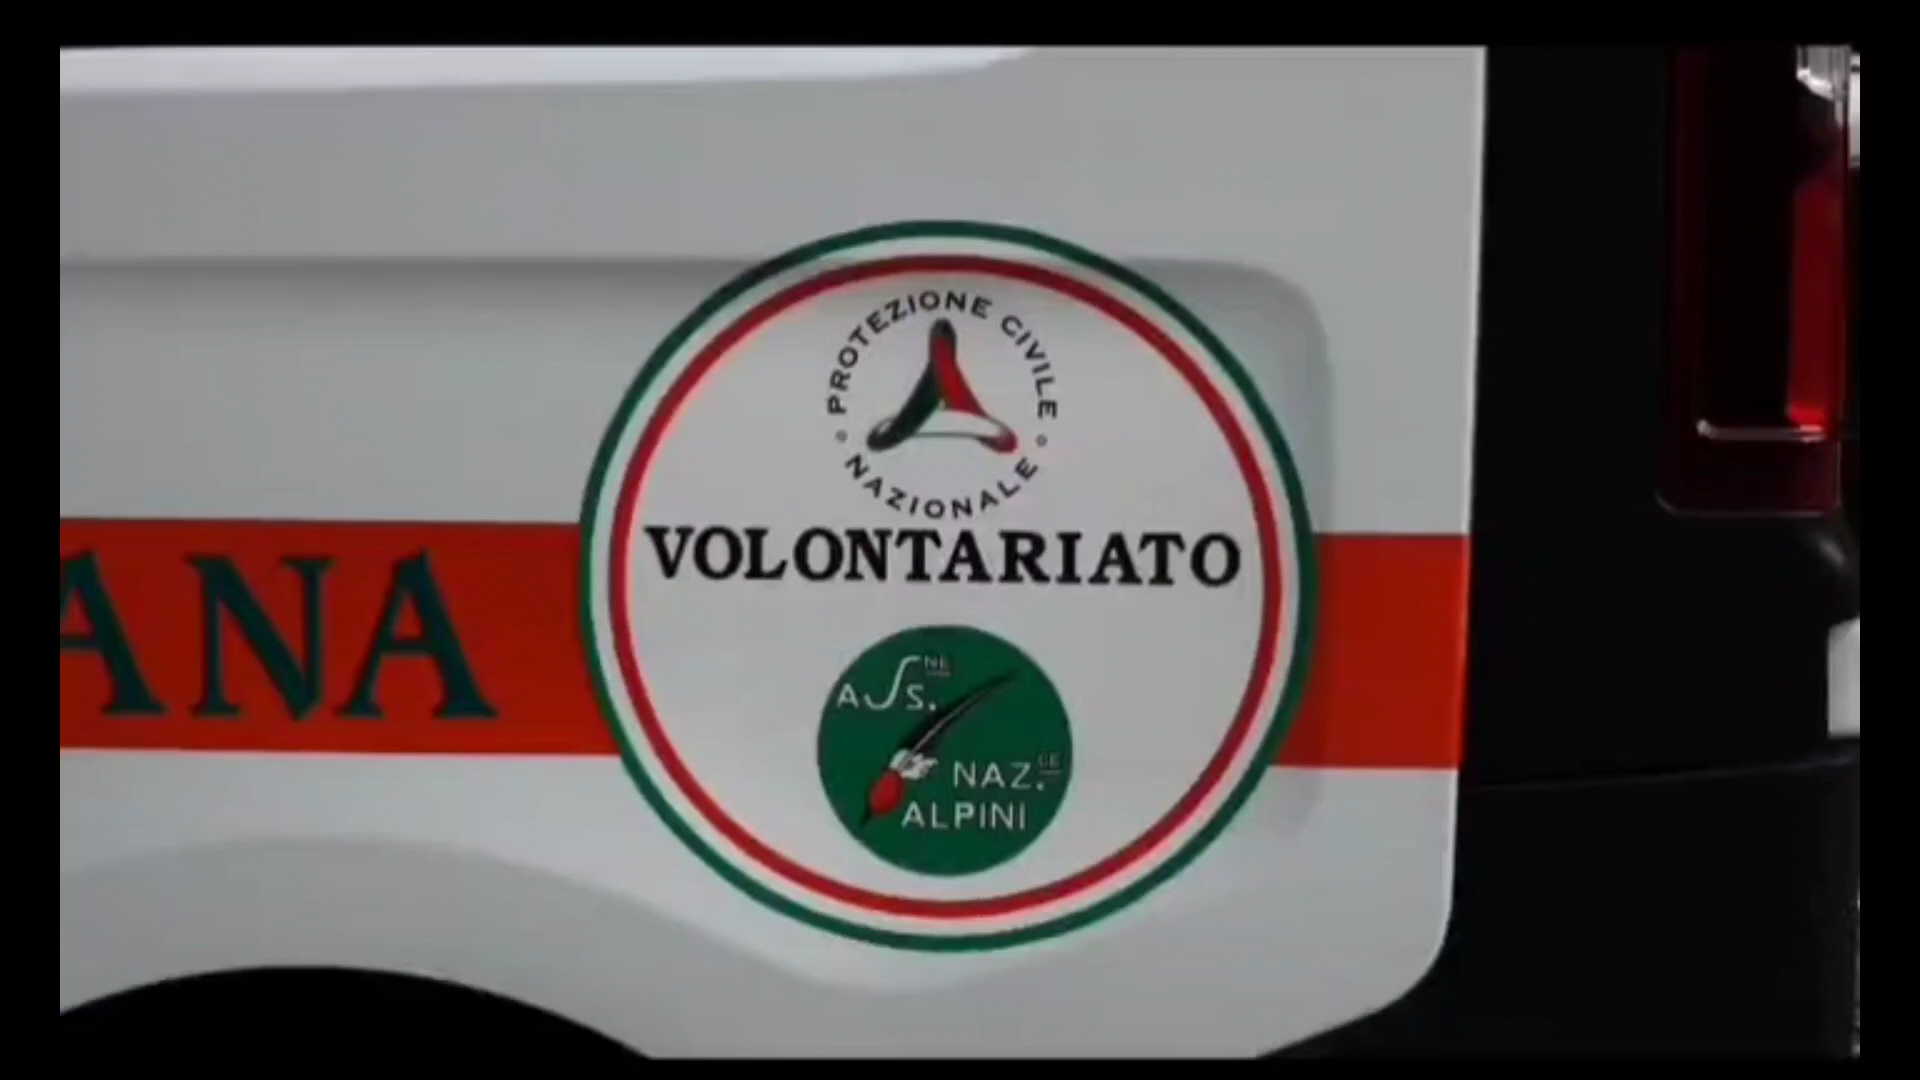 PROTEZIONE CIVILE
NAZIONALE
VOLONTARIATO
ANA
ASS.NE
NAZ.LE
ALPINI